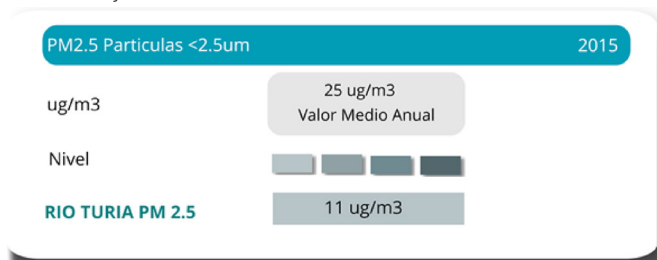 PM2.5 Particulas <2.5um 2015
ug/m3
25 ug/m3
Valor Medio Anual
Nivel
RIO TURIA PM 2.5 11 ug/m3